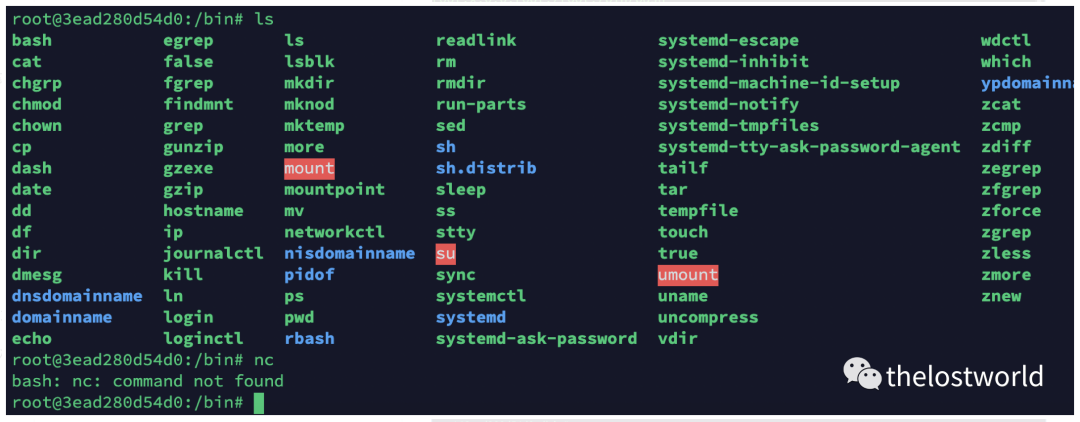 root@3ead280d54d0:/bin# ls
bash egrep ls readlink systemd-escape wdctl
cat false lsblk rm systemd-inhibit which
chgrp fgrep mkdir rmdir systemd-machine-id-setup ypdomainna
chmod findmnt mknod run-parts systemd-notify zcat
chown grep mktemp sed systemd-tmpfiles zcmp
cp gunzip more sh systemd-tty-ask-password-agent zdiff
dash gzexe mount sh.distrib tailf zegrep
date gzip mountpoint sleep tar zfgrep
dd hostname mv ss tempfile zforce
df ip networkctl stty touch zgrep
dir journalctl nisdomainname su true zless
dmesg kill pidof sync umount zmore
dnsdomainname ln ps systemctl uname znew
domainname login pwd systemd uncompress
echo loginctl rbash systemd-ask-password vdir
root@3ead280d54d0:/bin# nc
bash: nc: command not found
root@3ead280d54d0:/bin#
thelostworld